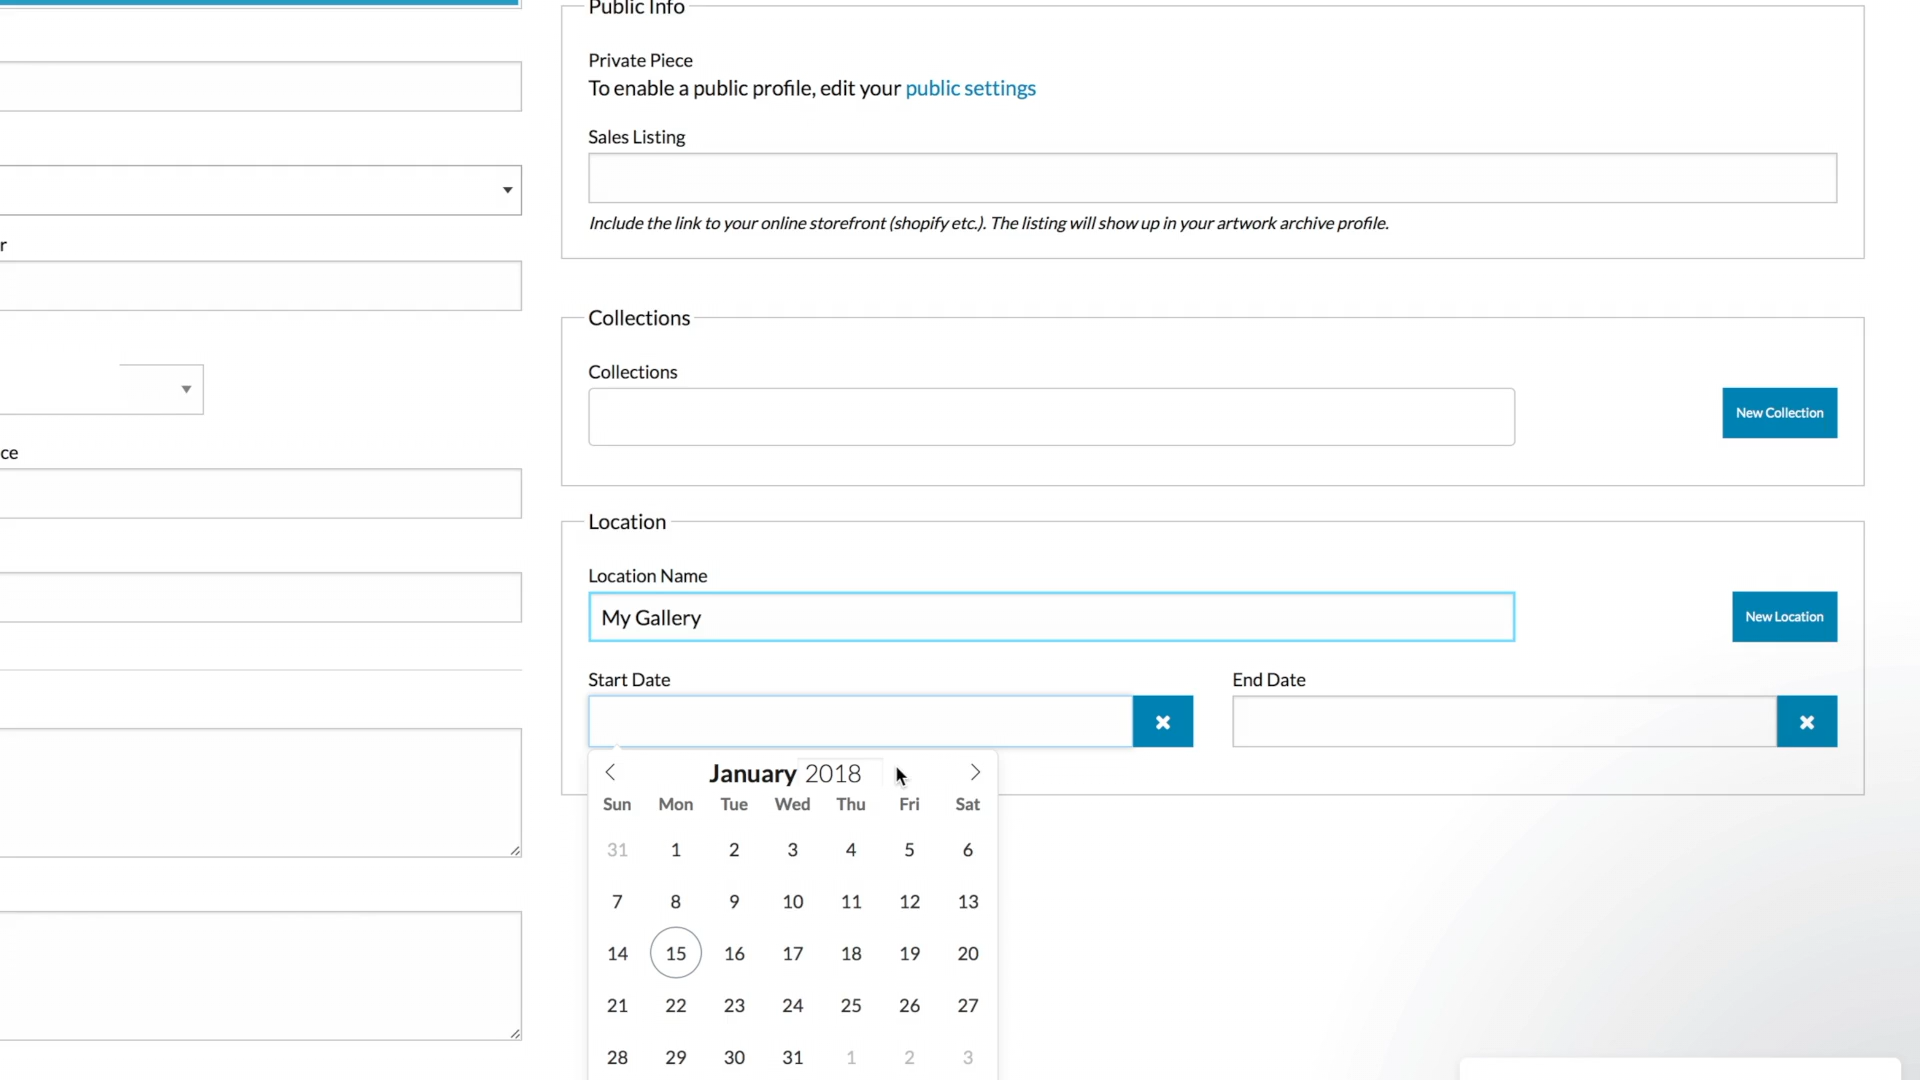 Public Info
Private Piece
To enable a public profile, edit your public settings
Sales Listing
Include the link to your online storefront (shopify etc.). The listing will show up in your artwork archive profile.
r
Collections
Collections
New Collection
ce
Location
Location Name
My Gallery
New Location
Start Date
End Date
January 2018
Sun Mon Tue Wed Thu Fri Sat
31 1 2 3 4 5 6
7 8 9 10 11 12 13
14 15 16 17 18 19 20
21 22 23 24 25 26 27
28 29 30 31 1 2 3